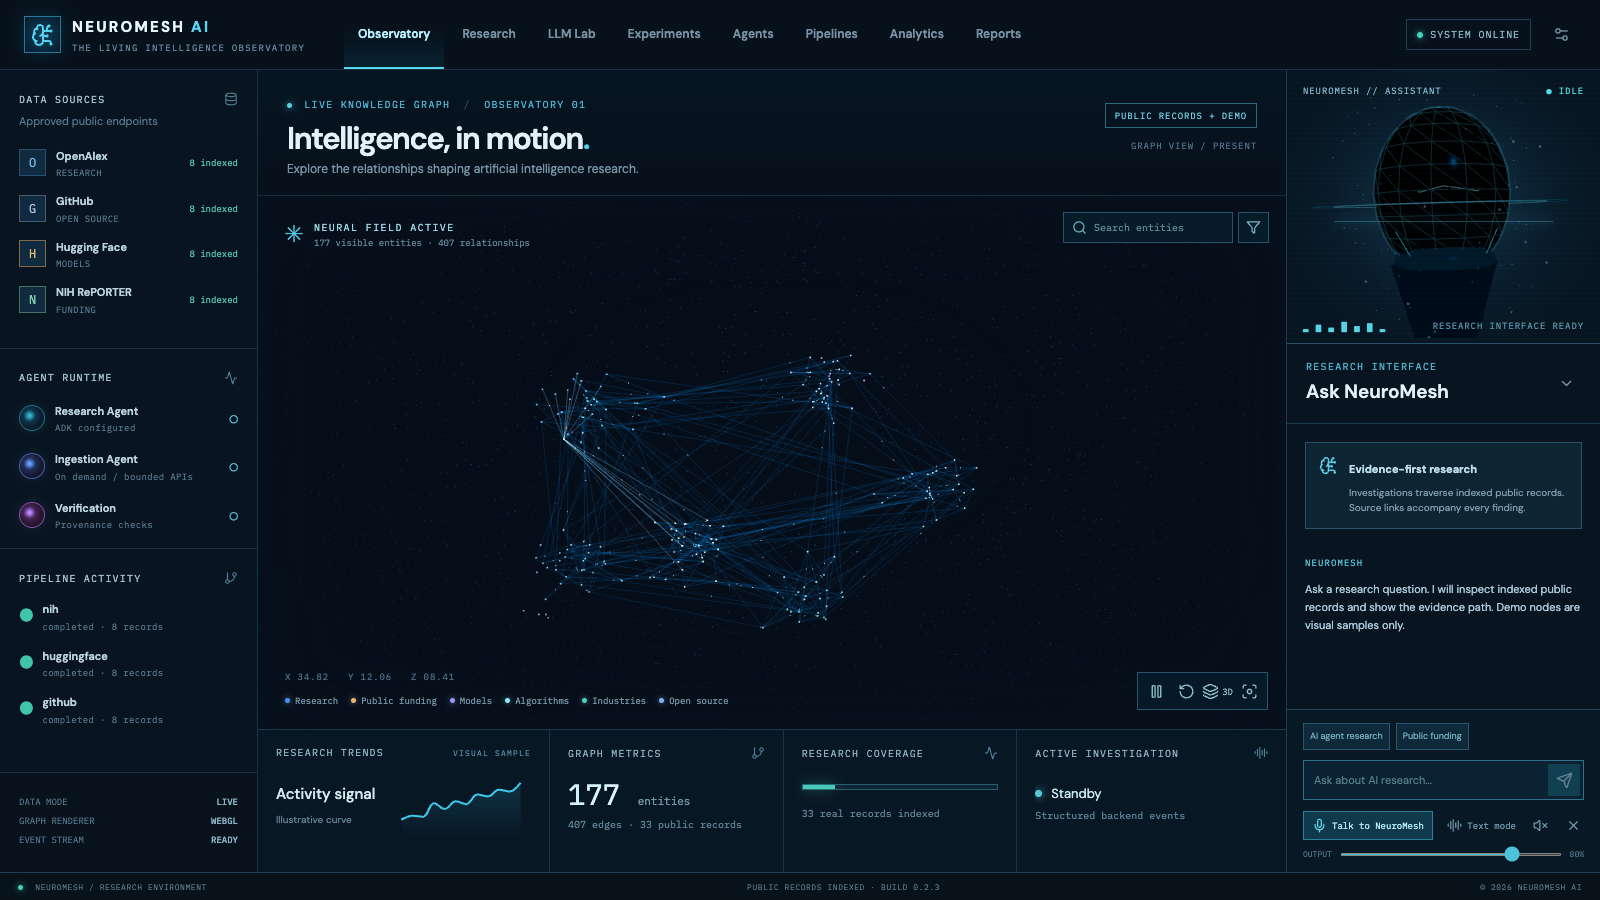 NEUROMESH AI
THE LIVING INTELLIGENCE OBSERVATORY
Observatory
Research
LLM Lab
Experiments
Agents
Pipelines
Analytics
Reports
SYSTEM ONLINE
DATA SOURCES
Approved public endpoints
O
OpenAlex
RESEARCH
8 indexed
G
GitHub
OPEN SOURCE
8 indexed
H
Hugging Face
MODELS
8 indexed
N
NIH RePORTER
FUNDING
8 indexed
AGENT RUNTIME
Research Agent
ADK configured
Ingestion Agent
On demand / bounded APIs
Verification
Provenance checks
PIPELINE ACTIVITY
nih
completed · 8 records
huggingface
completed · 8 records
github
completed · 8 records
DATA MODE LIVE
GRAPH RENDERER WEBGL
EVENT STREAM READY
LIVE KNOWLEDGE GRAPH / OBSERVATORY 01
Intelligence, in motion.
Explore the relationships shaping artificial intelligence research.
PUBLIC RECORDS + DEMO
GRAPH VIEW / PRESENT
NEURAL FIELD ACTIVE
177 visible entities · 407 relationships
Search entities
X 34.82 Y 12.06 Z 08.41
Research
Public funding
Models
Algorithms
Industries
Open source
3D
RESEARCH TRENDS
VISUAL SAMPLE
Activity signal
Illustrative curve
GRAPH METRICS
177 entities
407 edges · 33 public records
RESEARCH COVERAGE
33 real records indexed
ACTIVE INVESTIGATION
Standby
Structured backend events
NEUROMESH // ASSISTANT
IDLE
RESEARCH INTERFACE READY
RESEARCH INTERFACE
Ask NeuroMesh
Evidence-first research
Investigations traverse indexed public records.
Source links accompany every finding.
NEUROMESH
Ask a research question. I will inspect indexed public
records and show the evidence path. Demo nodes are
visual samples only.
AI agent research
Public funding
Ask about AI research...
Talk to NeuroMesh
Text mode
OUTPUT
80%
NEUROMESH / RESEARCH ENVIRONMENT
PUBLIC RECORDS INDEXED · BUILD 0.2.3
© 2026 NEUROMESH AI